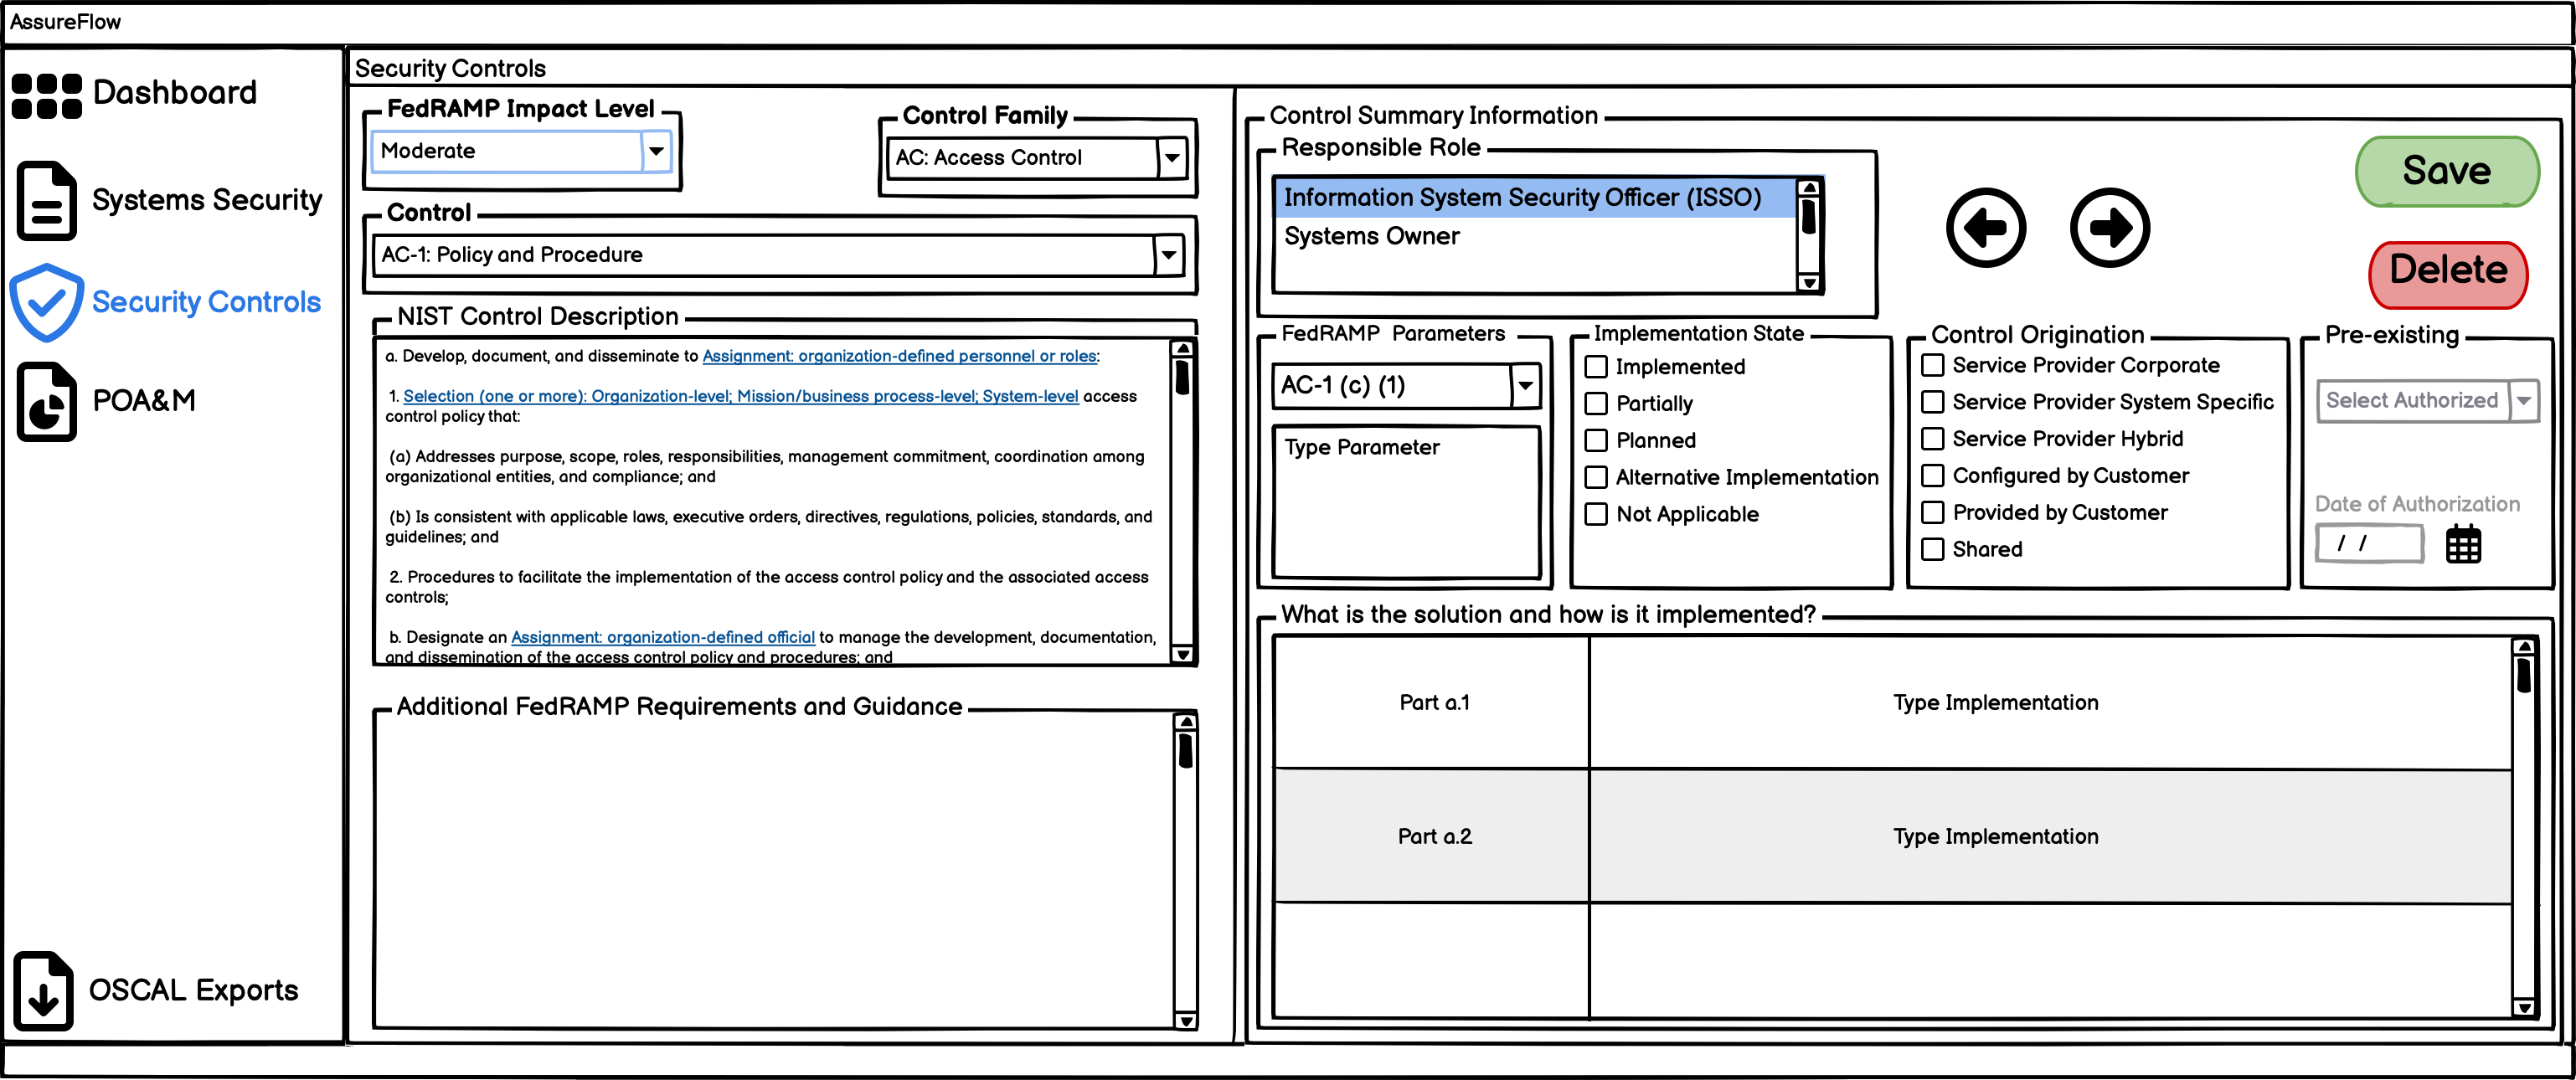 AssureFlow
Dashboard
Systems Security
Security Controls
POA&M
OSCAL Exports
Security Controls
FedRAMP Impact Level
Moderate
Control Family
AC: Access Control
Control
AC-1: Policy and Procedure
NIST Control Description
a. Develop, document, and disseminate to Assignment: organization-defined personnel or roles:
1. Selection (one or more): Organization-level; Mission/business process-level; System-level access
control policy that:
(a) Addresses purpose, scope, roles, responsibilities, management commitment, coordination among
organizational entities, and compliance; and
(b) Is consistent with applicable laws, executive orders, directives, regulations, policies, standards, and
guidelines; and
2. Procedures to facilitate the implementation of the access control policy and the associated access
controls;
b. Designate an Assignment: organization-defined official to manage the development, documentation,
and dissemination of the access control policy and procedures; and
Additional FedRAMP Requirements and Guidance
Control Summary Information
Responsible Role
Information System Security Officer (ISSO)
Systems Owner
Save
Delete
FedRAMP Parameters
AC-1 (c) (1)
Type Parameter
Implementation State
Implemented
Partially
Planned
Alternative Implementation
Not Applicable
Control Origination
Service Provider Corporate
Service Provider System Specific
Service Provider Hybrid
Configured by Customer
Provided by Customer
Shared
Pre-existing
Select Authorized
Date of Authorization
/ /
What is the solution and how is it implemented?
Part a.1
Type Implementation
Part a.2
Type Implementation